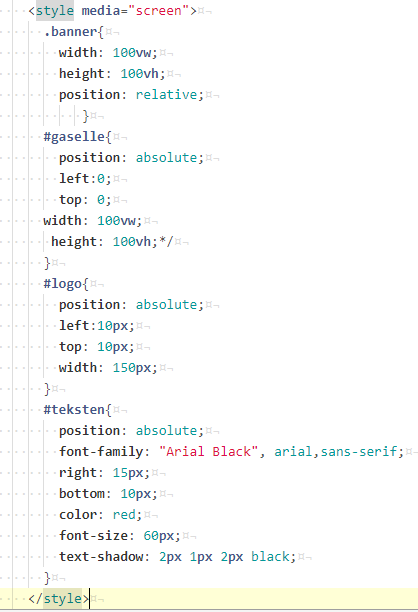 <style media="screen">
.banner{
width: 100vw;
height: 100vh;
position: relative;
}
#gaselle{
position: absolute;
left:0;
top: 0;
width: 100vw;
height: 100vh;*/
}
#logo{
position: absolute;
left:10px;
top: 10px;
width: 150px;
}
#teksten{
position: absolute;
font-family: "Arial Black", arial,sans-serif;
right: 15px;
bottom: 10px;
color: red;
font-size: 60px;
text-shadow: 2px 1px 2px black;
}
</style>